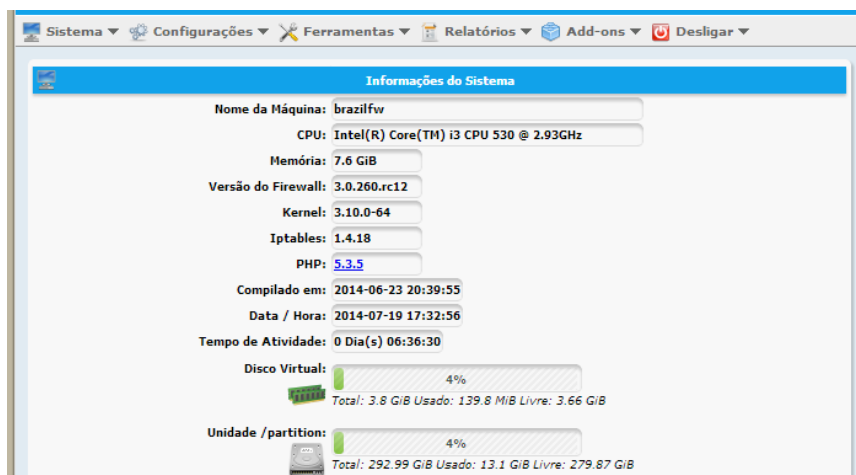 Sistema Configurações Ferramentas Relatórios Add-ons Desligar
Informações do Sistema
Nome da Máquina: brazilfw
CPU: Intel(R) Core(TM) i3 CPU 530 @ 2.93GHz
Memória: 7.6 GiB
Versão do Firewall: 3.0.260.rc12
Kernel: 3.10.0-64
Iptables: 1.4.18
PHP: 5.3.5
Compilado em: 2014-06-23 20:39:55
Data / Hora: 2014-07-19 17:32:56
Tempo de Atividade: 0 Dia(s) 06:36:30
Disco Virtual: 4%
Total: 3.8 GiB Usado: 139.8 MiB Livre: 3.66 GiB
Unidade /partition: 4%
Total: 292.99 GiB Usado: 13.1 GiB Livre: 279.87 GiB